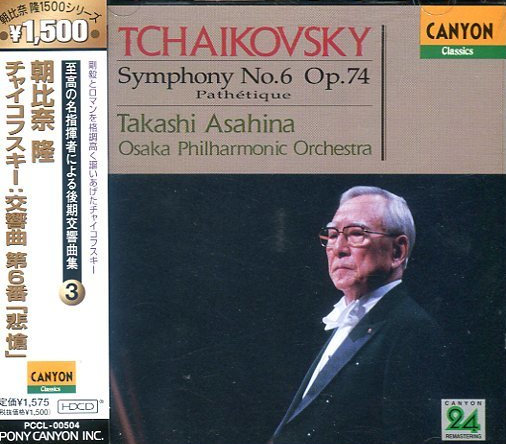 朝比奈 隆1500シリーズ
¥1,500
剛毅とロマンを格調高く謳いあげたチャイコフスキー
至高の名指揮者による後期交響曲集 3
朝比奈 隆
チャイコフスキー:交響曲 第6番「悲愴」
CANYON
Classics
定価¥1,575
(税抜価格¥1,500)
HDCD
PCCL-00504
PONY CANYON INC.
TCHAIKOVSKY
Symphony No.6 Op.74
Pathétique
Takashi Asahina
Osaka Philharmonic Orchestra
CANYON
Classics
CANYON
24
REMASTERING